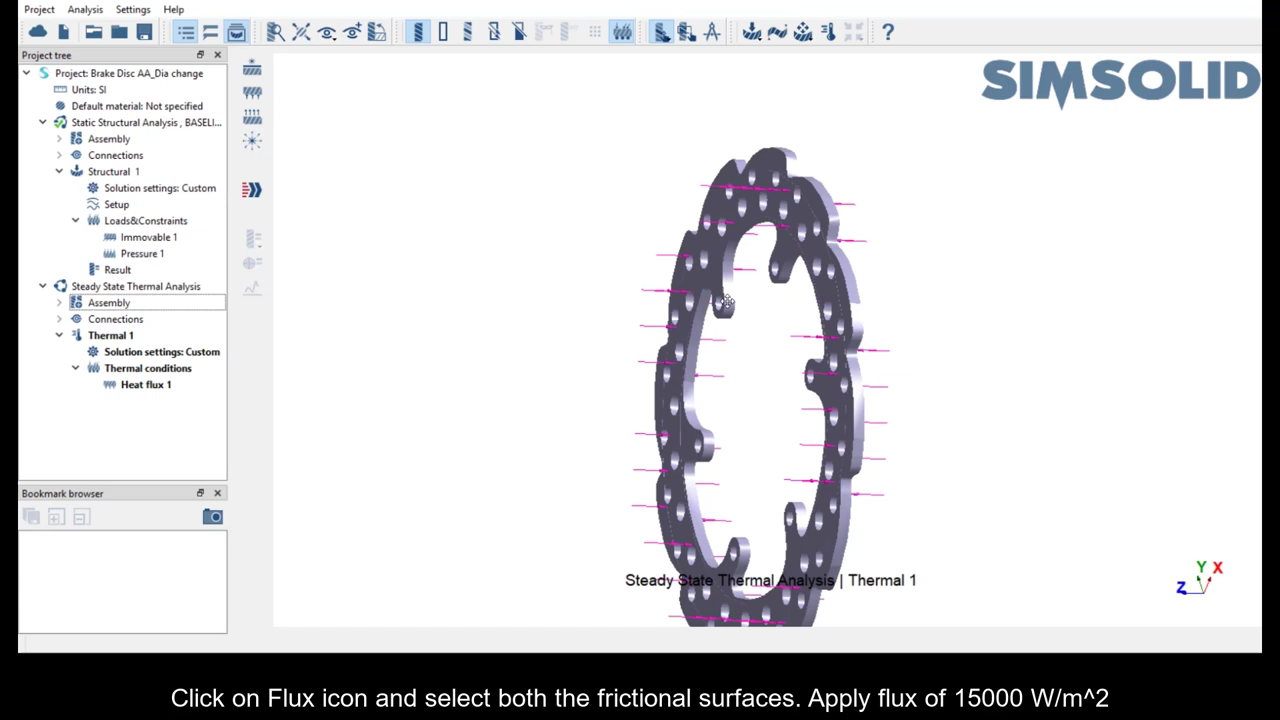 Project Analysis Settings Help
Project tree
Project: Brake Disc AA_Dia change
Units: SI
Default material: Not specified
Static Structural Analysis , BASELI...
Assembly
Connections
Structural 1
Solution settings: Custom
Setup
Loads&Constraints
Immovable 1
Pressure 1
Result
Steady State Thermal Analysis
Assembly
Connections
Thermal 1
Solution settings: Custom
Thermal conditions
Heat flux 1
Bookmark browser
SIMSOLID
Steady State Thermal Analysis | Thermal 1
Y X
Z
Click on Flux icon and select both the frictional surfaces. Apply flux of 15000 W/m^2